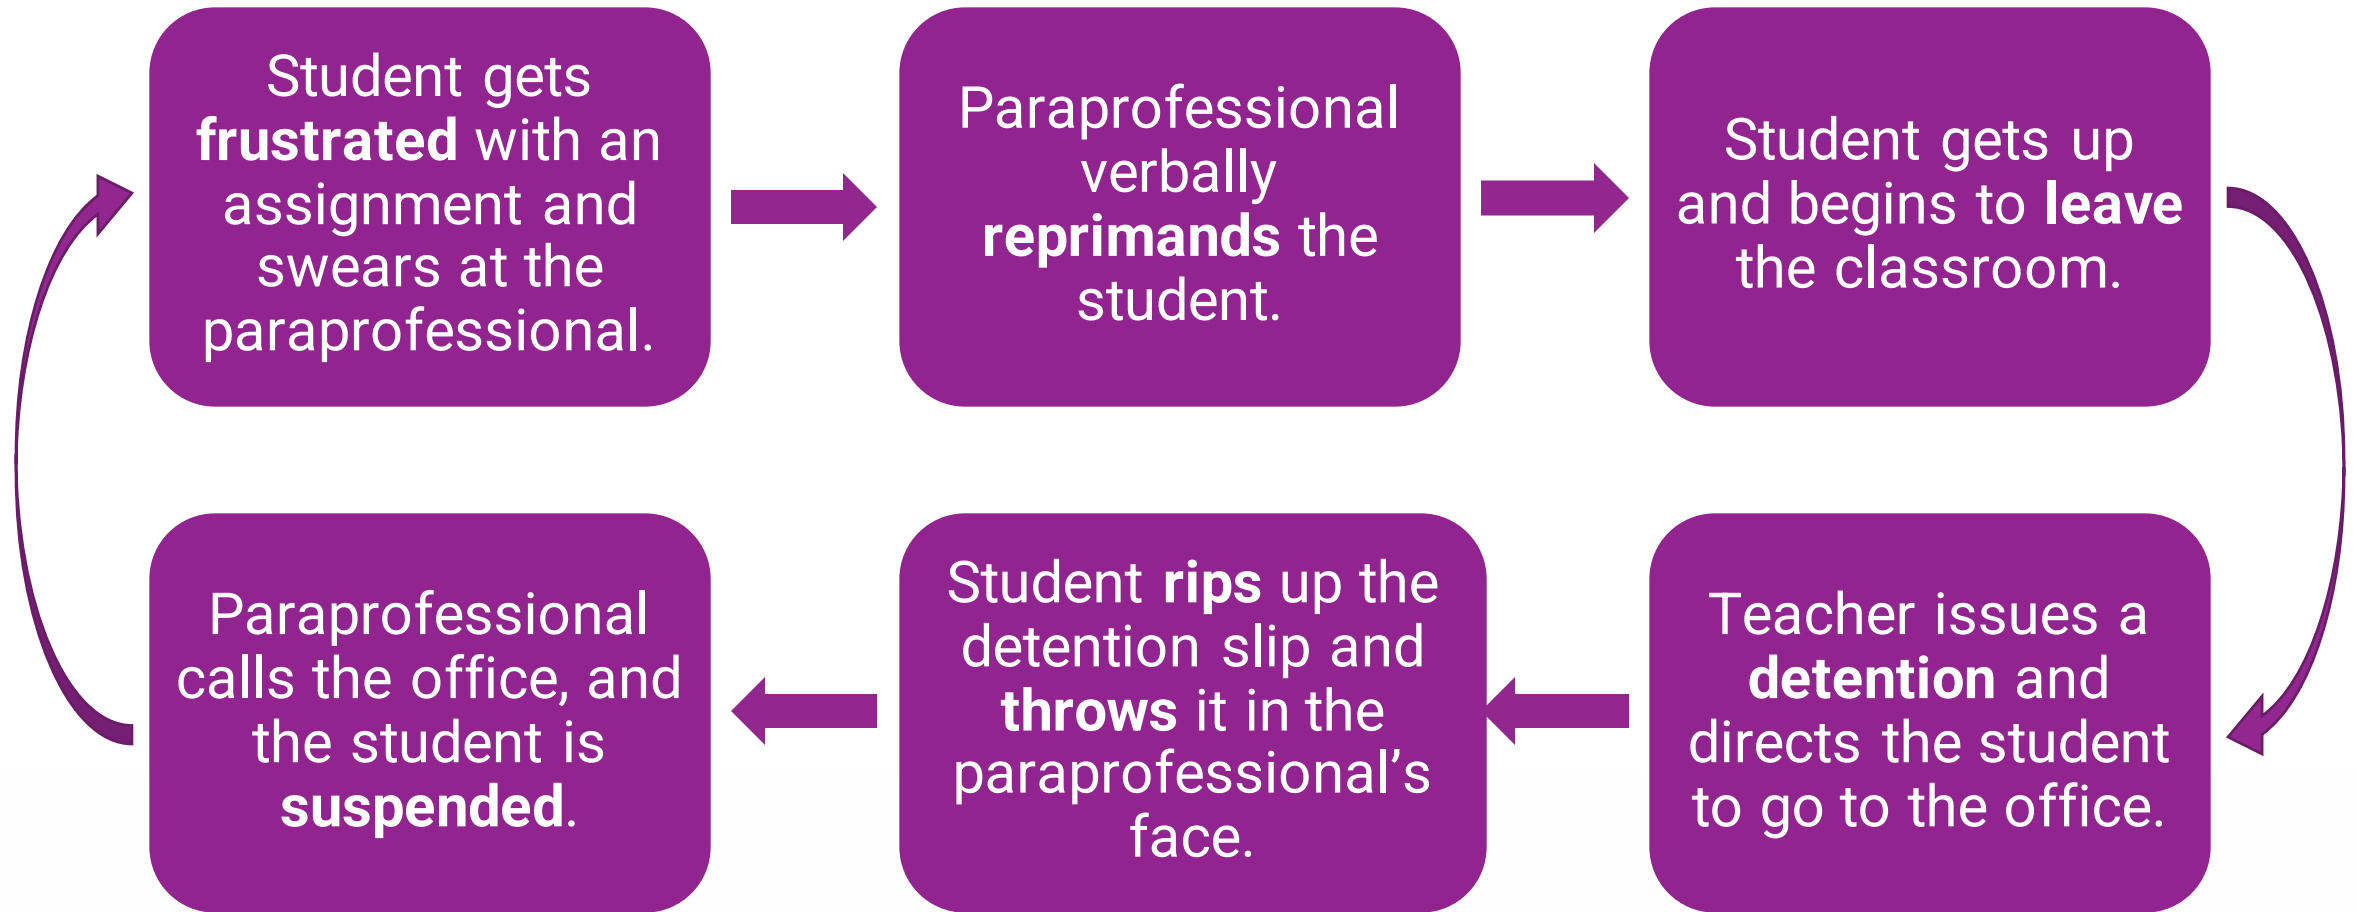 Student gets
frustrated with an
assignment and
swears at the
paraprofessional.
Paraprofessional
verbally
reprimands the
student.
Student gets up
and begins to leave
the classroom.
Teacher issues a
detention and
directs the student
to go to the office.
Student rips up the
detention slip and
throws it in the
paraprofessional’s
face.
Paraprofessional
calls the office, and
the student is
suspended.